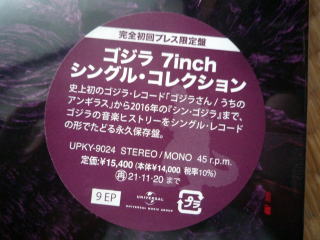 完全初回プレス限定盤
ゴジラ 7inch
シングル・コレクション
史上初のゴジラ・レコード「ゴジラさん / うちの
アンギラス」から2016年の『シン・ゴジラ』まで、
ゴジラの音楽ヒストリーをシングル・レコード
の形でたどる永久保存盤。
UPKY-9024 STEREO / MONO 45 r.p.m.
定価:¥15,400 (本体¥14,000 税率10%)
再 21・11・20 まで
9 EP
UNIVERSAL
UNIVERSAL MUSIC GROUP
プラ